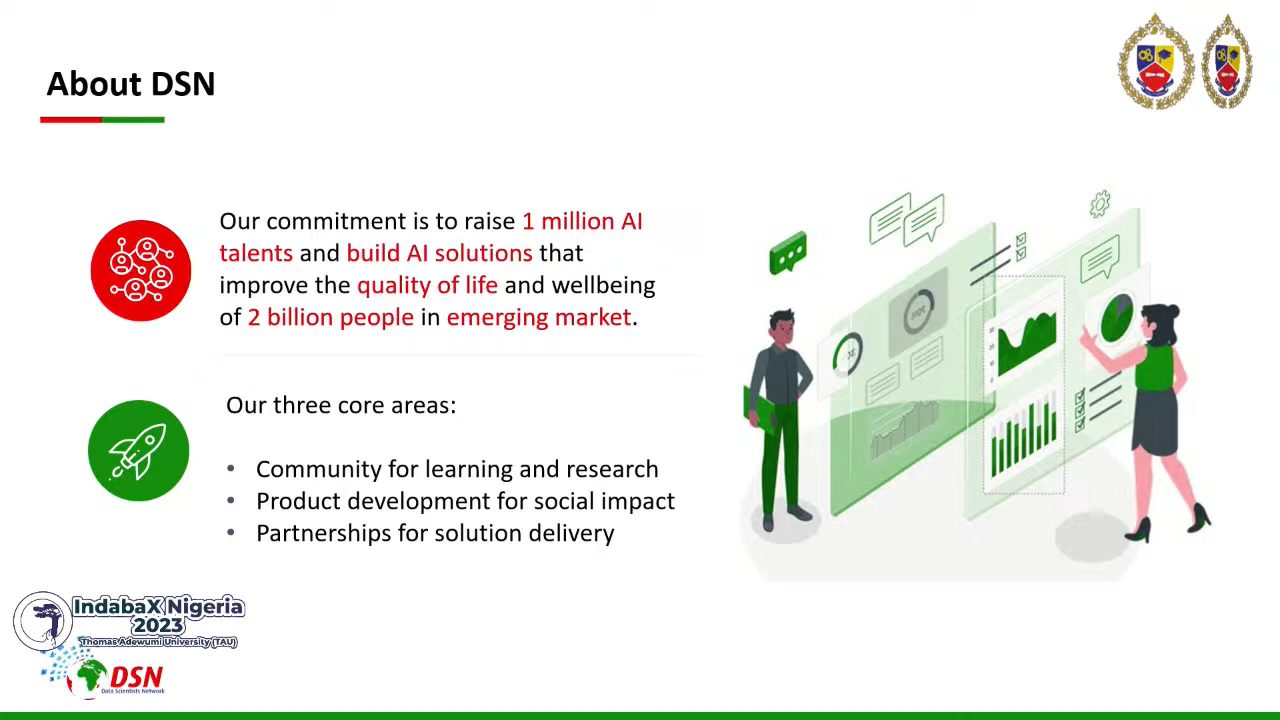 About DSN
Our commitment is to raise 1 million AI
talents and build AI solutions that
improve the quality of life and wellbeing
of 2 billion people in emerging market.
Our three core areas:
• Community for learning and research
• Product development for social impact
• Partnerships for solution delivery
IndabaX Nigeria
2023
Thomas Adewumi University (TAU)
DSN
Data Scientists Network